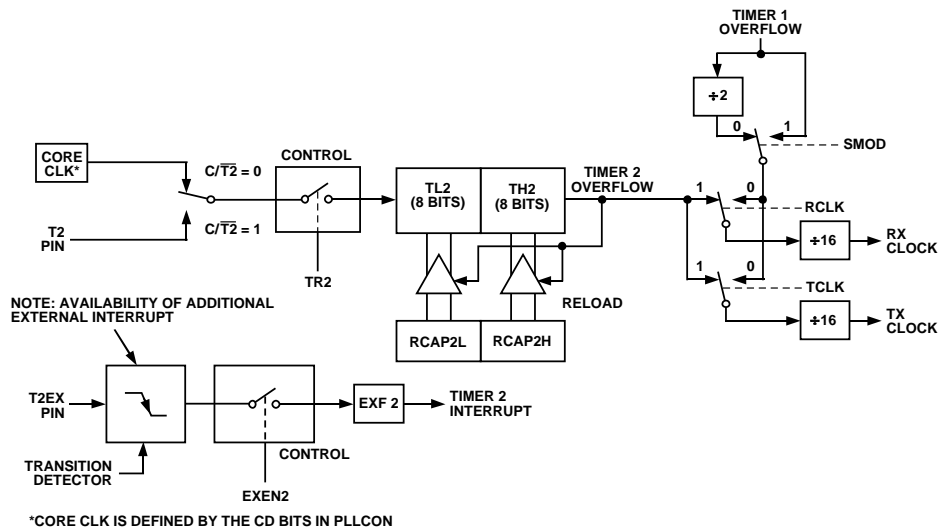 TIMER 1
OVERFLOW
÷2
0
1
SMOD
CORE
CLK*
C/T2̅ = 0
CONTROL
TL2
(8 BITS)
TH2
(8 BITS)
TIMER 2
OVERFLOW
1
0
RCLK
T2
PIN
C/T2̅ = 1
÷16
RX
CLOCK
TR2
RELOAD
1
0
TCLK
÷16
TX
CLOCK
RCAP2L
RCAP2H
NOTE: AVAILABILITY OF ADDITIONAL
EXTERNAL INTERRUPT
T2EX
PIN
EXF 2
TIMER 2
INTERRUPT
CONTROL
TRANSITION
DETECTOR
EXEN2
*CORE CLK IS DEFINED BY THE CD BITS IN PLLCON